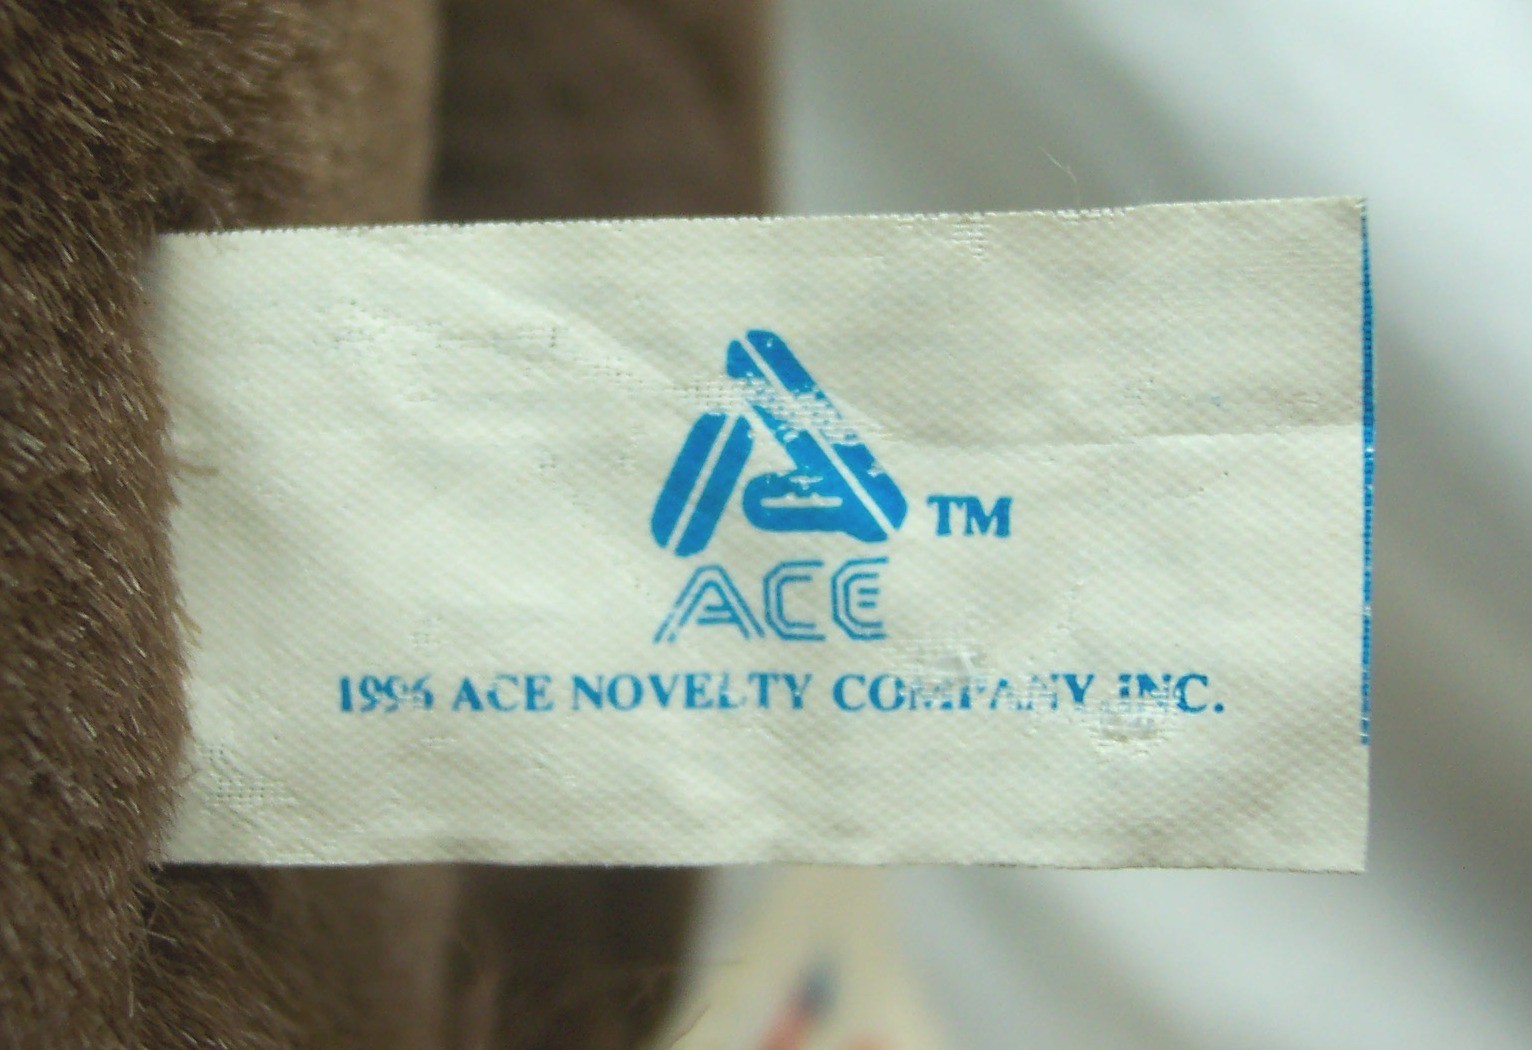 TM
ACE
1996 ACE NOVELTY COMPANY, INC.